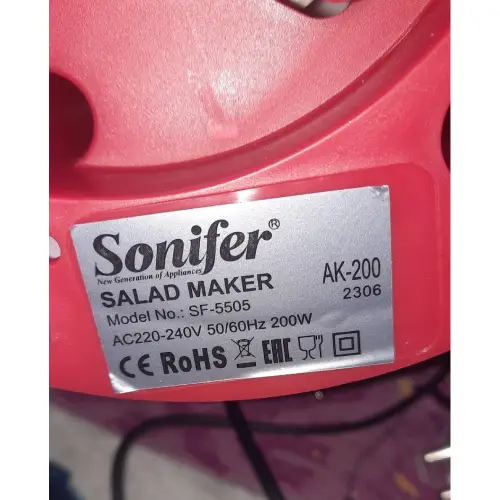 Sonifer®
New Generation of Appliances
SALAD MAKER
AK-200
Model No.: SF-5505
2306
AC220-240V 50/60Hz 200W
CE RoHS EAC